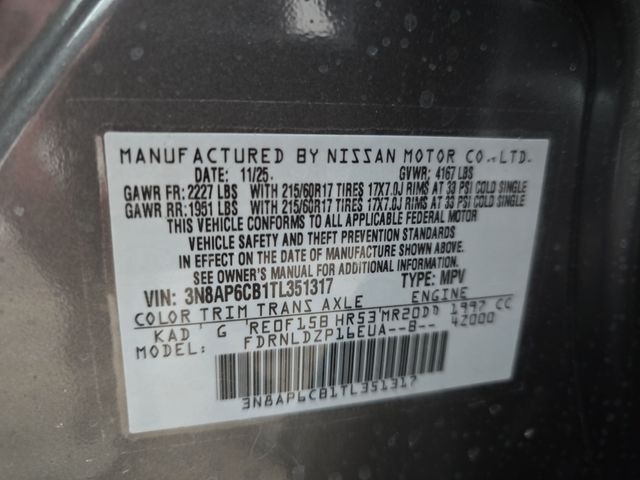 MANUFACTURED BY NISSAN MOTOR CO.,LTD.
DATE: 11/25. GVWR: 4167 LBS
GAWR FR: 2227 LBS WITH 215/60R17 TIRES 17X7.0J RIMS AT 33 PSI COLD SINGLE
GAWR RR: 1951 LBS WITH 215/60R17 TIRES 17X7.0J RIMS AT 33 PSI COLD SINGLE
THIS VEHICLE CONFORMS TO ALL APPLICABLE FEDERAL MOTOR
VEHICLE SAFETY AND THEFT PREVENTION STANDARDS
IN EFFECT ON THE DATE OF MANUFACTURE SHOWN ABOVE.
SEE OWNER'S MANUAL FOR ADDITIONAL INFORMATION.
VIN: 3N8AP6CB1TL351317 TYPE: MPV
COLOR TRIM TRANS AXLE ENGINE
KAD G RE0F15B HR53 MR20DD 1997 CC
MODEL: FDRNLDZP16EUA--B-- 42000
3N8AP6CB1TL351317